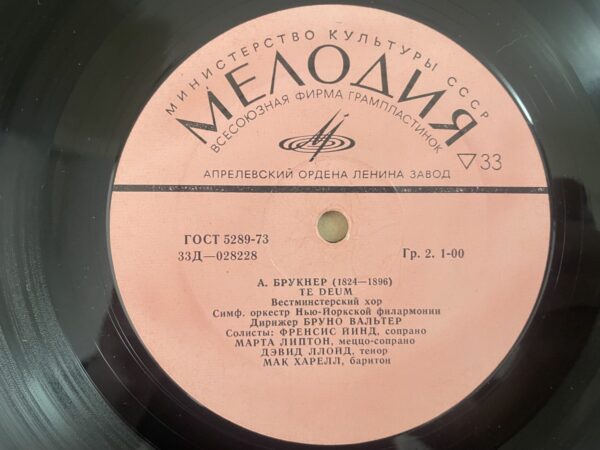 МИНИСТЕРСТВО КУЛЬТУРЫ СССР
МЕЛОДИЯ
ВСЕСОЮЗНАЯ ФИРМА ГРАМПЛАСТИНОК
▽33
АПРЕЛЕВСКИЙ ОРДЕНА ЛЕНИНА ЗАВОД
ГОСТ 5289-73
33Д—028228
Гр. 2. 1-00
А. БРУКНЕР (1824—1896)
TE DEUM
Вестминстерский хор
Симф. оркестр Нью-Йоркской филармонии
Дирижер БРУНО ВАЛЬТЕР
Солисты: ФРЕНСИС ЙИНД, сопрано
МАРТА ЛИПТОН, меццо-сопрано
ДЭВИД ЛЛОЙД, тенор
МАК ХАРЕЛЛ, баритон